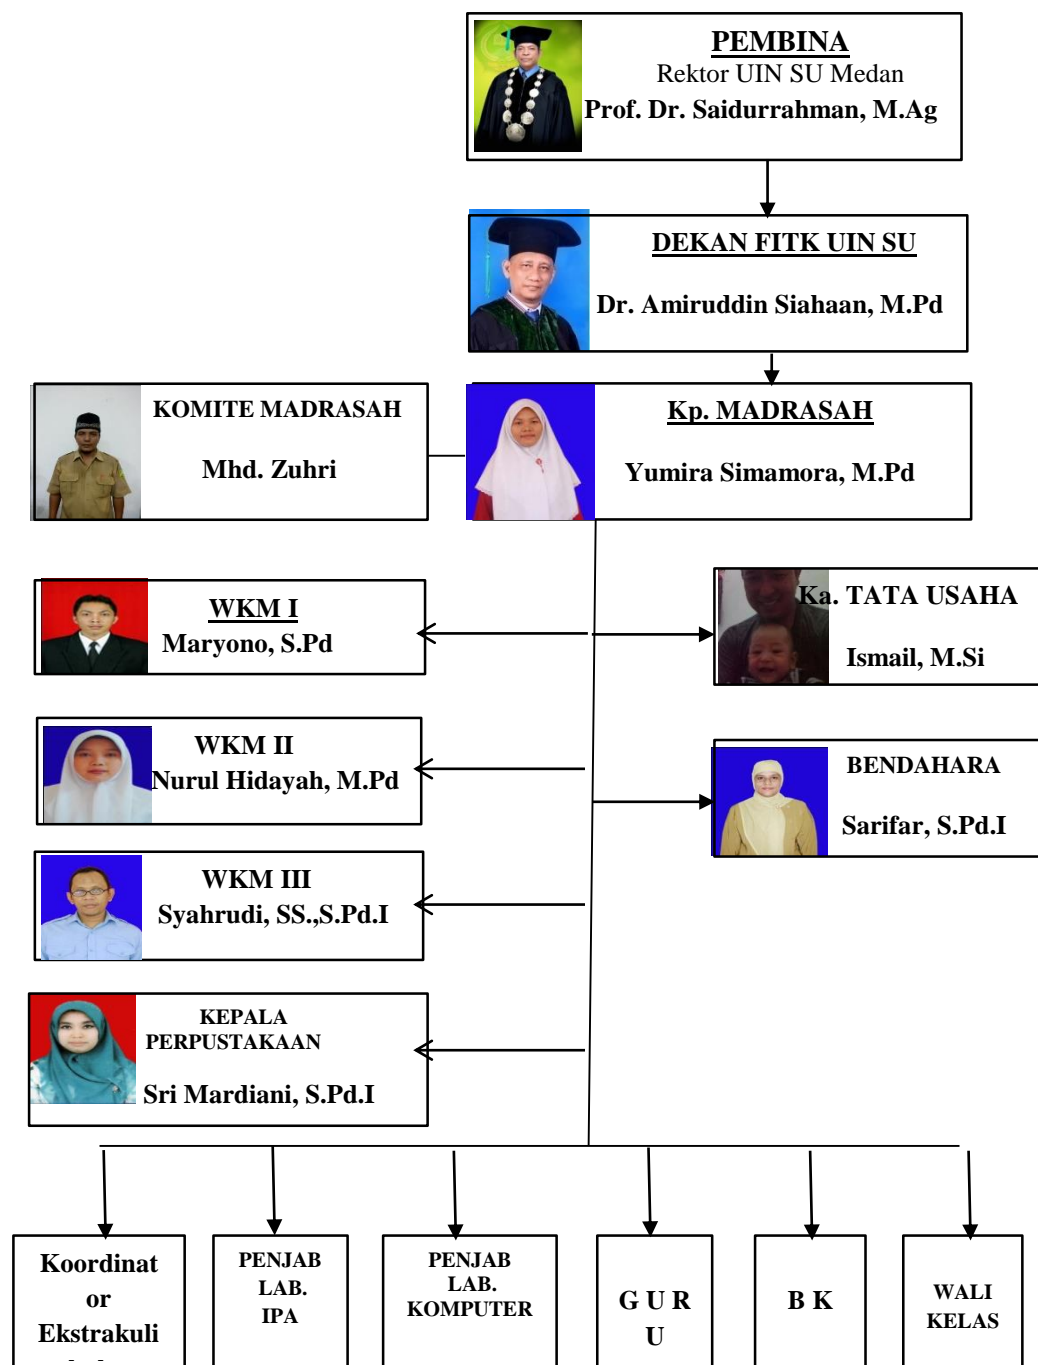 PEMBINA
Rektor UIN SU Medan
Prof. Dr. Saidurrahman, M.Ag
DEKAN FITK UIN SU
Dr. Amiruddin Siahaan, M.Pd
KOMITE MADRASAH
Mhd. Zuhri
Kp. MADRASAH
Yumira Simamora, M.Pd
WKM I
Maryono, S.Pd
Ka. TATA USAHA
Ismail, M.Si
WKM II
Nurul Hidayah, M.Pd
BENDAHARA
Sarifar, S.Pd.I
WKM III
Syahrudi, SS.,S.Pd.I
KEPALA
PERPUSTAKAAN
Sri Mardiani, S.Pd.I
Koordinat
or
Ekstrakuli
PENJAB
LAB.
IPA
PENJAB
LAB.
KOMPUTER
G U R
U
B K
WALI
KELAS